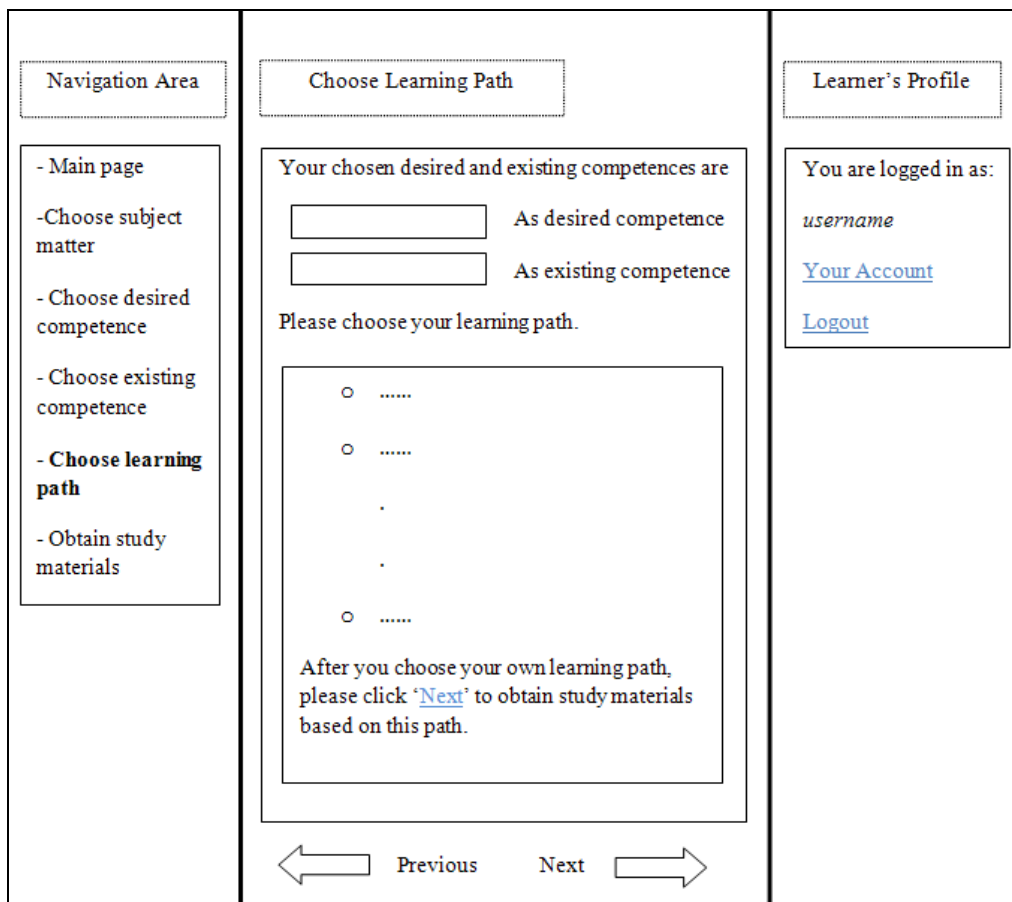 Navigation Area
- Main page
-Choose subject
matter
- Choose desired
competence
- Choose existing
competence
- Choose learning
path
- Obtain study
materials
Choose Learning Path
Your chosen desired and existing competences are
As desired competence
As existing competence
Please choose your learning path.
o ......
o ......
.
.
o ......
After you choose your own learning path,
please click ‘Next’ to obtain study materials
based on this path.
Previous Next
Learner’s Profile
You are logged in as:
username
Your Account
Logout